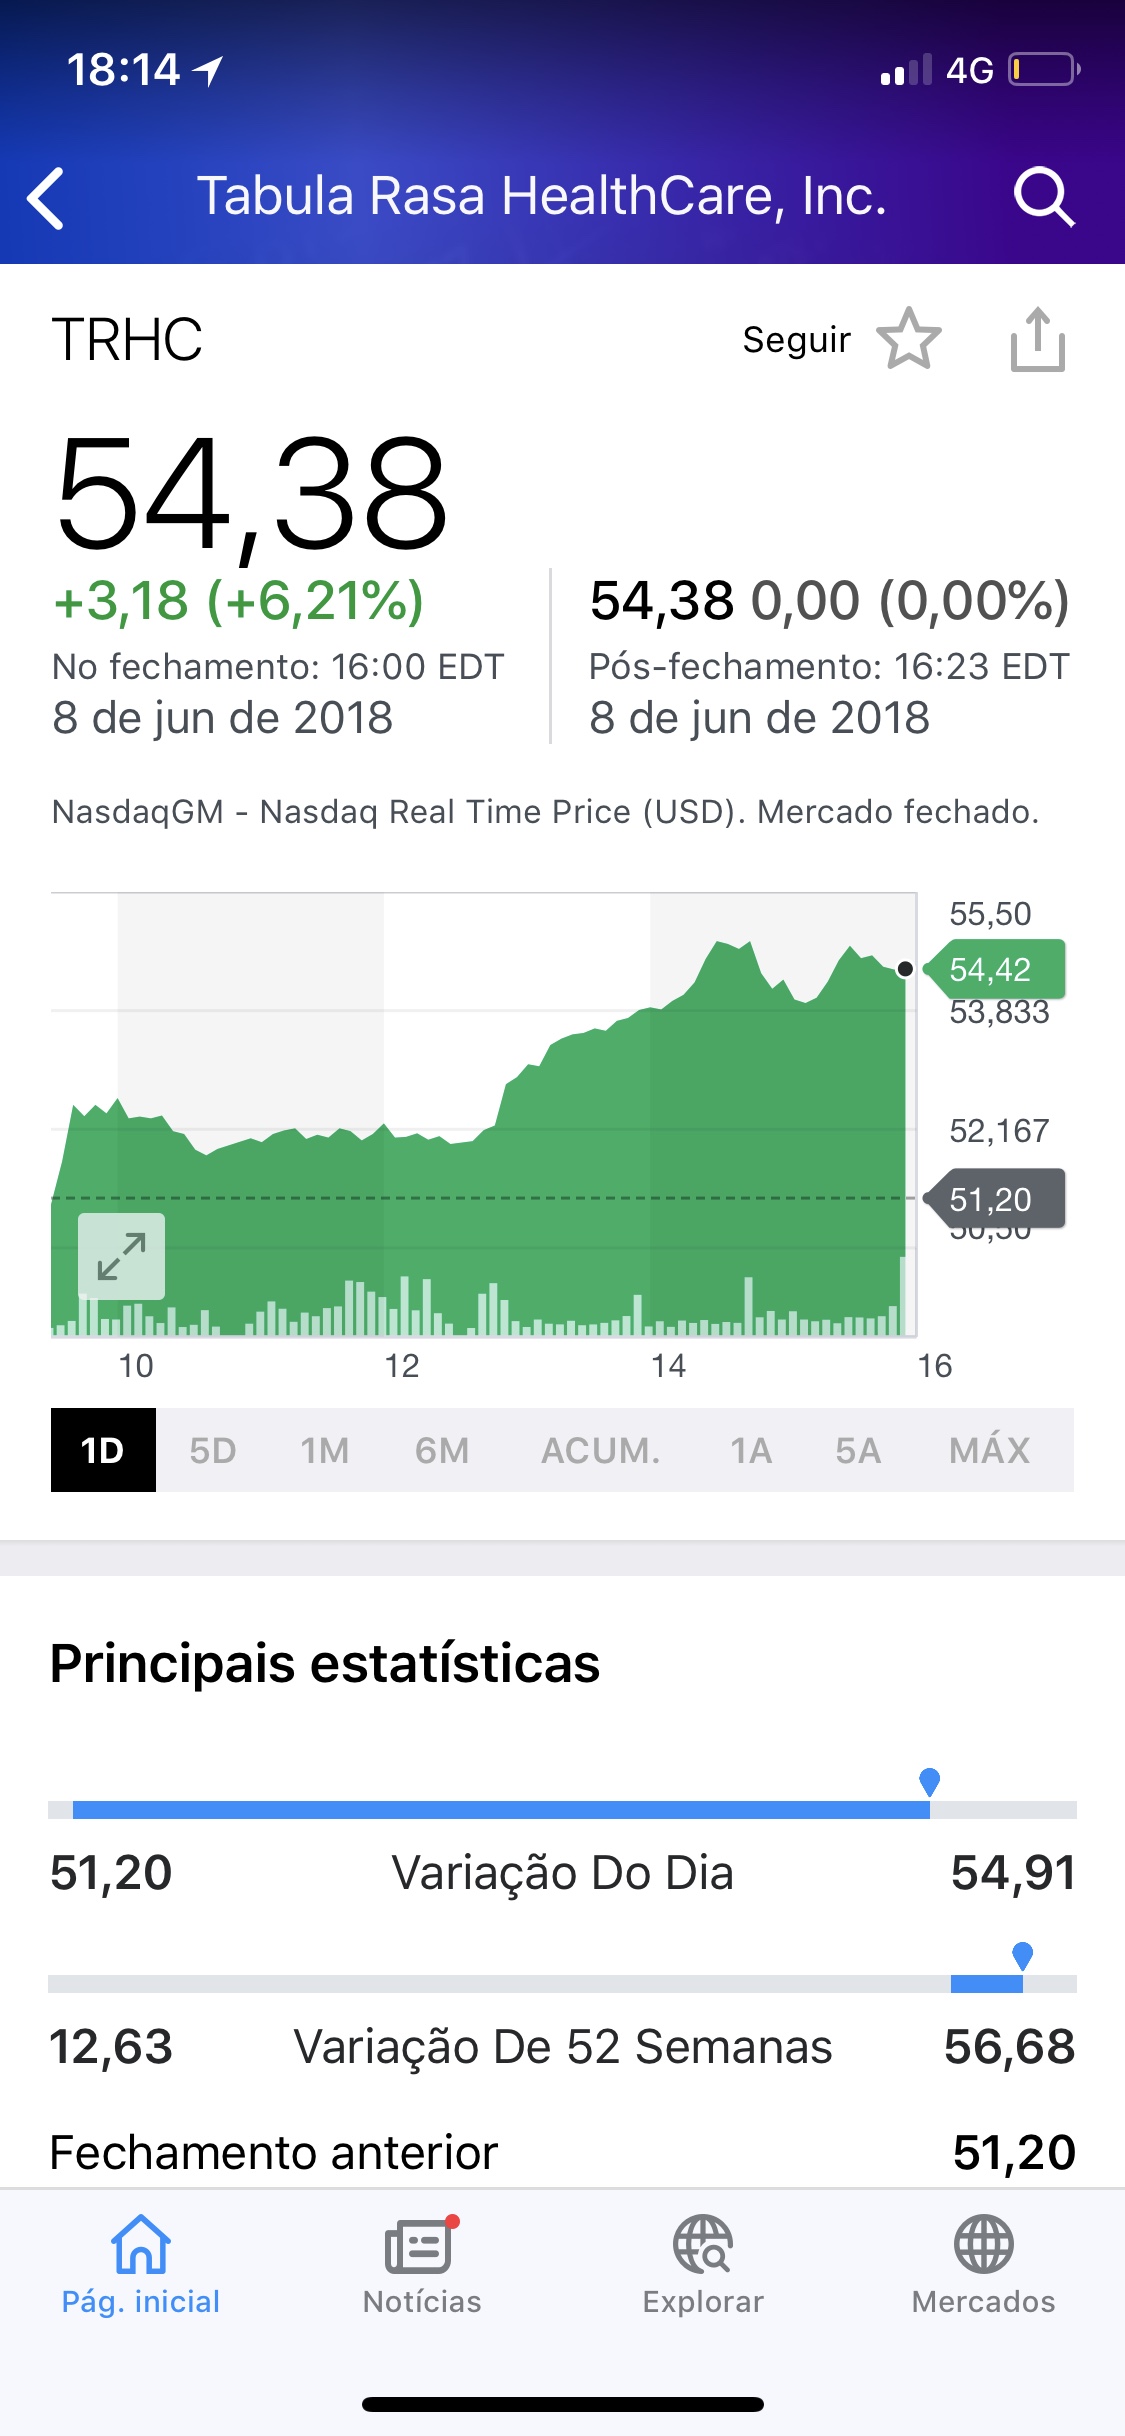 18:14
4G
Tabula Rasa HealthCare, Inc.
TRHC
Seguir
54,38
+3,18 (+6,21%)
54,38 0,00 (0,00%)
No fechamento: 16:00 EDT
Pós-fechamento: 16:23 EDT
8 de jun de 2018
8 de jun de 2018
NasdaqGM - Nasdaq Real Time Price (USD). Mercado fechado.
55,50
54,42
53,833
52,167
51,20
50,50
10 12 14 16
1D 5D 1M 6M ACUM. 1A 5A MÁX
Principais estatísticas
51,20 Variação Do Dia 54,91
12,63 Variação De 52 Semanas 56,68
Fechamento anterior 51,20
Pág. inicial Notícias Explorar Mercados